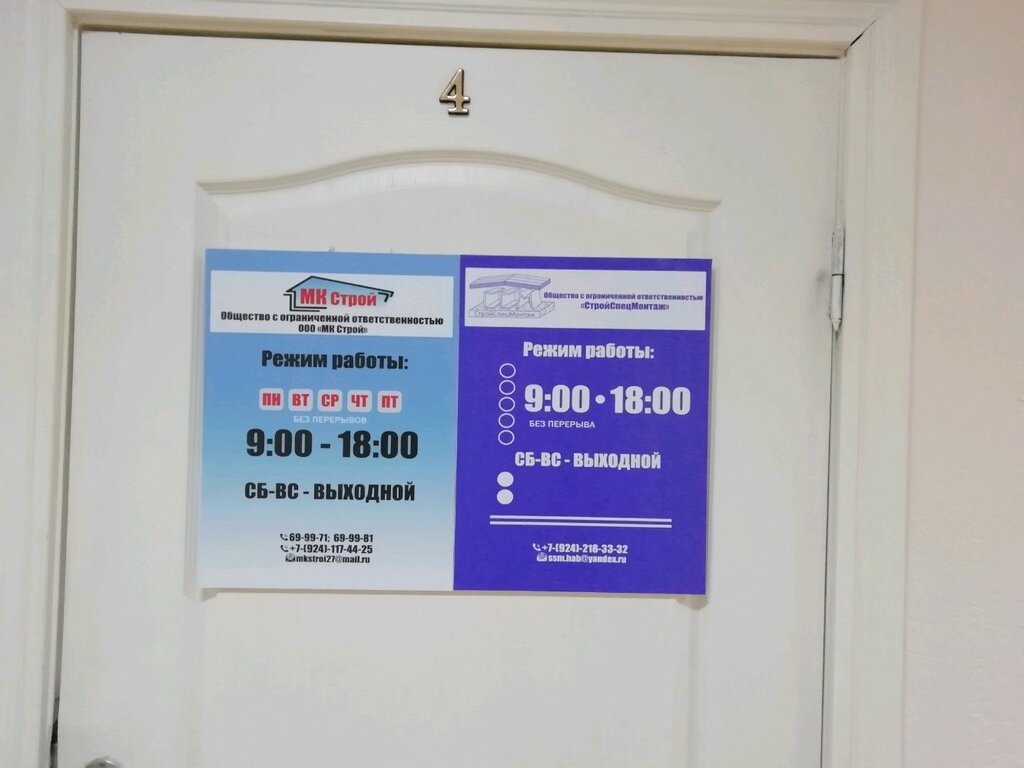 4
МК Строй
Общество с ограниченной ответственностью
ООО «МК Строй»
Режим работы:
ПН ВТ СР ЧТ ПТ
БЕЗ ПЕРЕРЫВОВ
9:00 - 18:00
СБ-ВС - ВЫХОДНОЙ
69-99-71; 69-99-81
+7-(924)-117-44-25
mkstroi27@mail.ru
СтройСпецМонтаж
Общество с ограниченной ответственностью
«СтройСпецМонтаж»
Режим работы:
9:00 • 18:00
БЕЗ ПЕРЕРЫВА
СБ-ВС - ВЫХОДНОЙ
+7-(924)-218-33-32
ssm.hab@yandex.ru